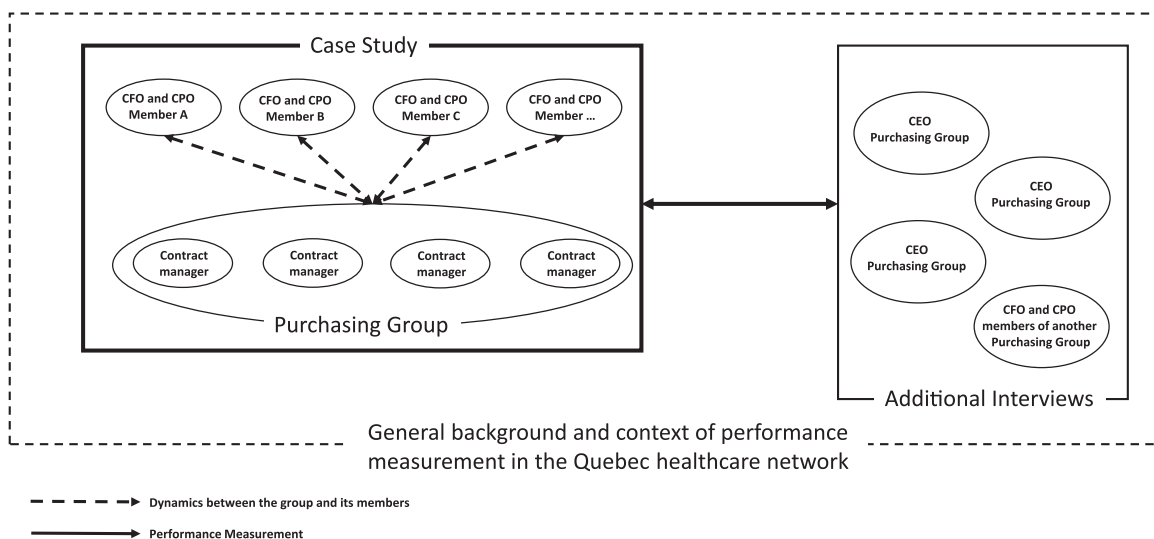 Case Study
CFO and CPO
Member A
CFO and CPO
Member B
CFO and CPO
Member C
CFO and CPO
Member ...
Contract
manager
Contract
manager
Contract
manager
Contract
manager
Purchasing Group
CEO
Purchasing Group
CEO
Purchasing Group
CEO
Purchasing Group
CFO and CPO
members of another
Purchasing Group
Additional Interviews
General background and context of performance
measurement in the Quebec healthcare network
Dynamics between the group and its members
Performance Measurement